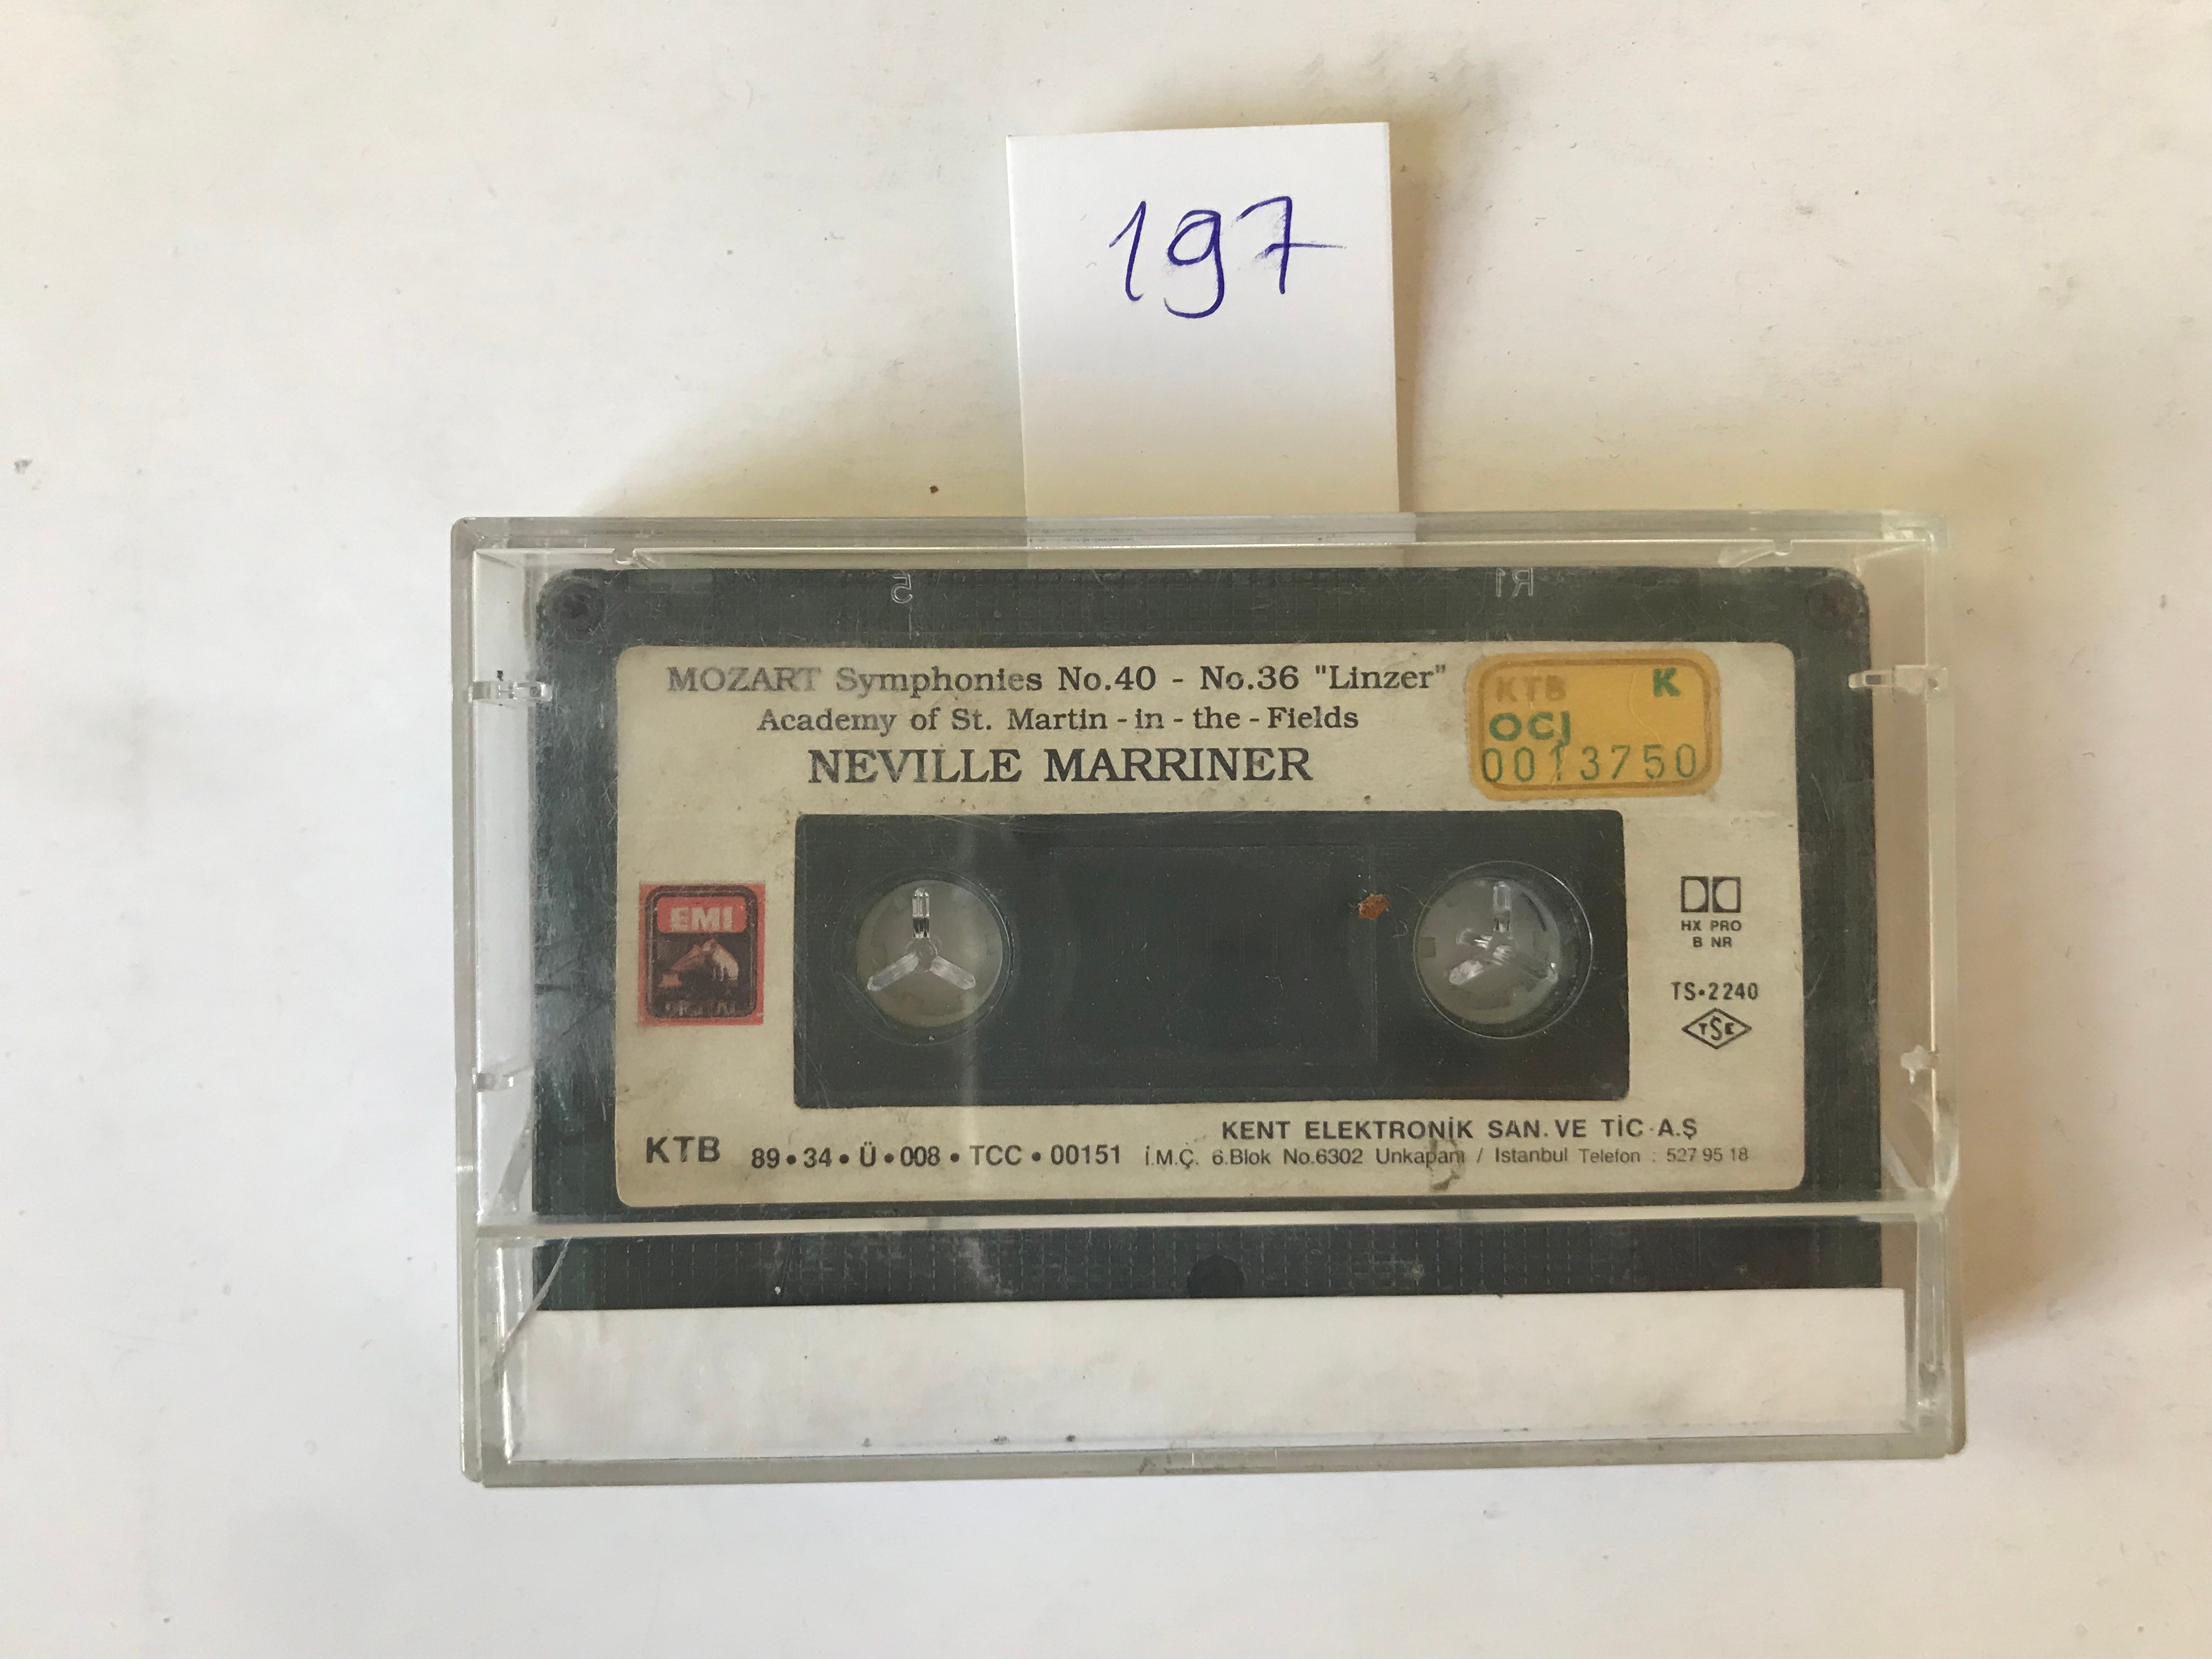 197
5
R1
MOZART Symphonies No.40 - No.36 "Linzer"
Academy of St. Martin - in - the - Fields
NEVILLE MARRINER
KTB K
OCJ
0013750
EMI
DIGITAL
HX PRO
B NR
TS•2240
TSE
KENT ELEKTRONİK SAN. VE TİC A.Ş
KTB 89•34•Ü•008•TCC•00151 İ.M.Ç. 6.Blok No.6302 Unkapanı / Istanbul Telefon : 527 95 18